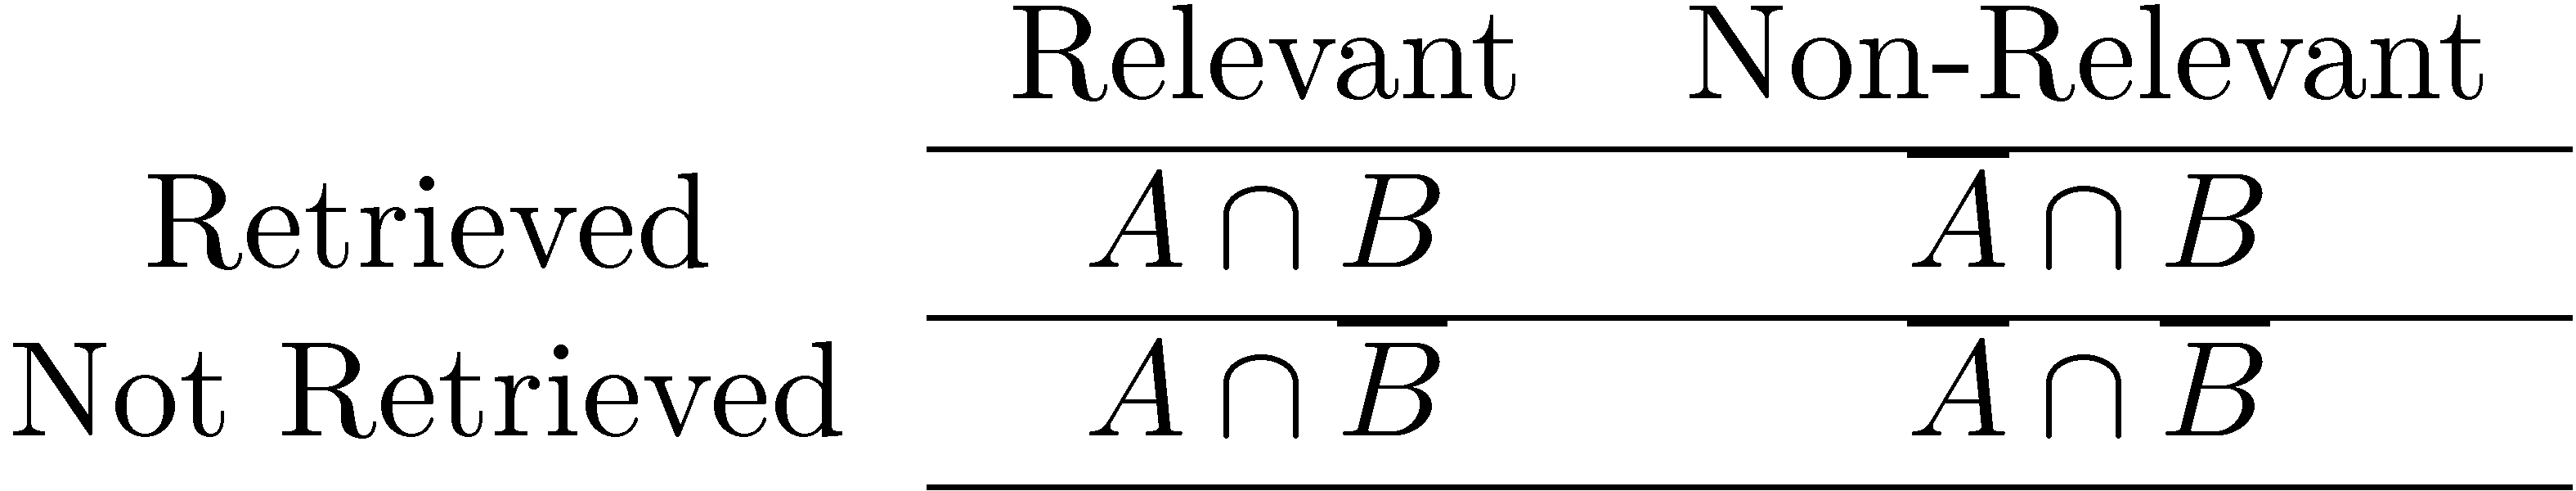 Relevant Non-Relevant
Retrieved A ∩ B A̅ ∩ B
Not Retrieved A ∩ B̅ A̅ ∩ B̅